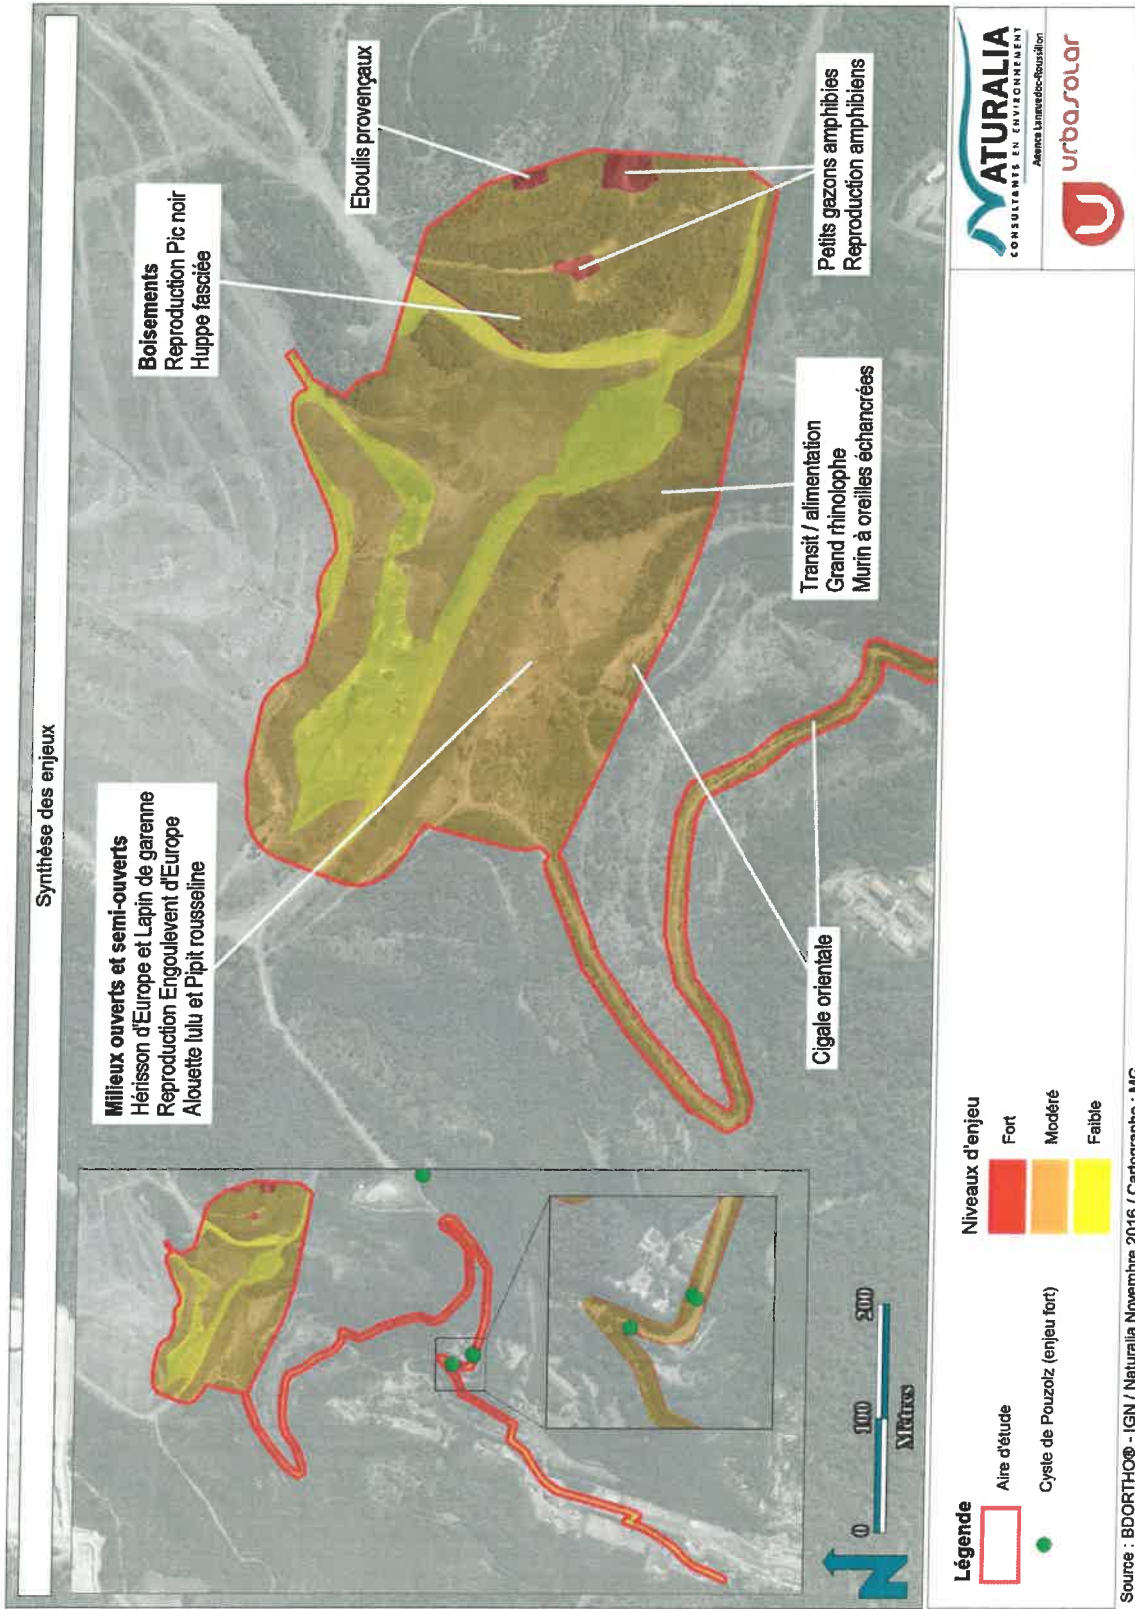 Synthèse des enjeux
Milieux ouverts et semi-ouverts
Hérisson d'Europe et Lapin de garenne
Reproduction Engoulevent d'Europe
Alouette lulu et Pipit rousseline
Boisements
Reproduction Pic noir
Huppe fasciée
Eboulis provençaux
Petits gazons amphibies
Reproduction amphibiens
Transit / alimentation
Grand rhinolophe
Murin à oreilles échancrées
Cigale orientale
N
0 100 200
Mètres
Légende
Aire d'étude
Cyste de Pouzolz (enjeu fort)
Niveaux d'enjeu
Fort
Modéré
Faible
NATURALIA
CONSULTANTS EN ENVIRONNEMENT
Agence Languedoc-Roussillon
urbasolar
Source : BDORTHO® - IGN / Naturalia Novembre 2016 / Cartographe : MG